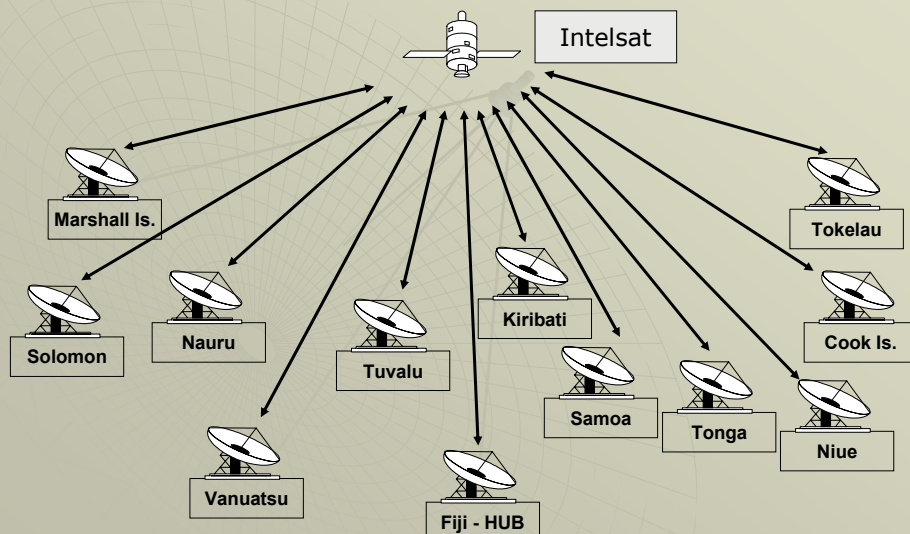 Intelsat
Marshall Is.
Tokelau
Solomon
Nauru
Kiribati
Cook Is.
Tuvalu
Samoa
Tonga
Niue
Vanuatsu
Fiji - HUB